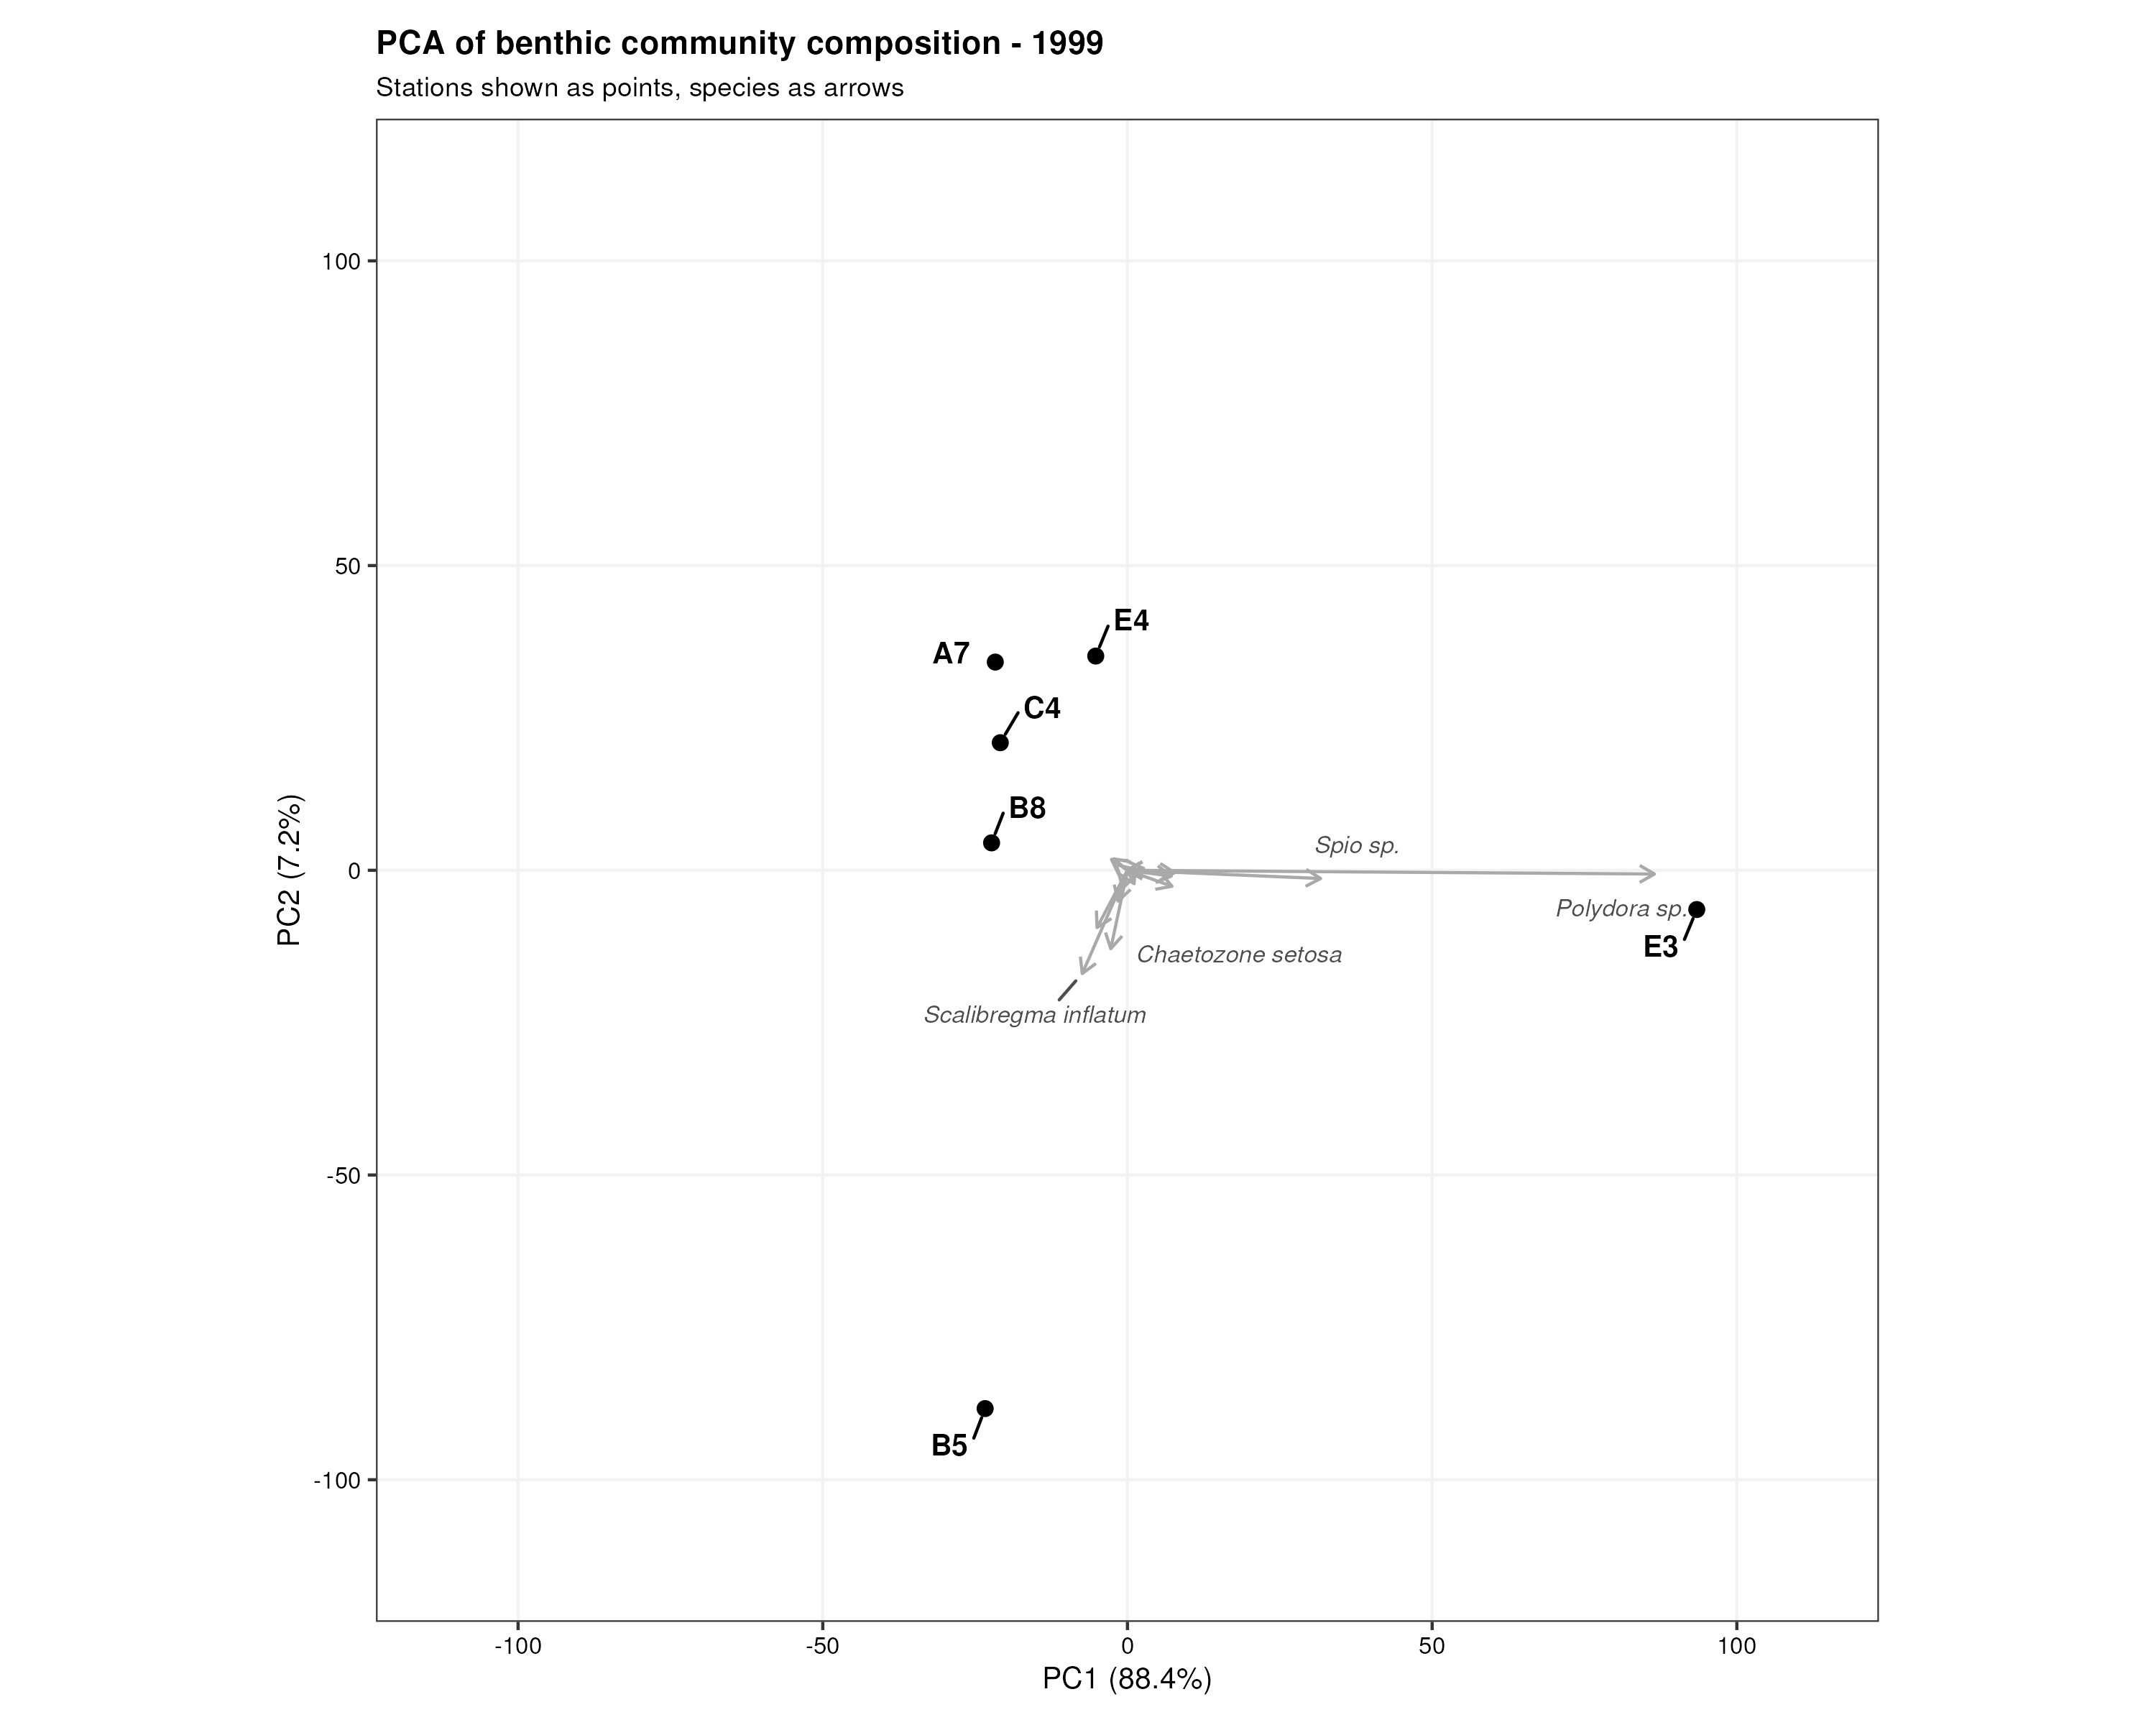 PCA of benthic community composition - 1999
Stations shown as points, species as arrows
100
50
0
-50
-100
PC2 (7.2%)
E4
A7
C4
B8
Spio sp.
Polydora sp.
E3
Chaetozone setosa
Scalibregma inflatum
B5
-100
-50
0
50
100
PC1 (88.4%)